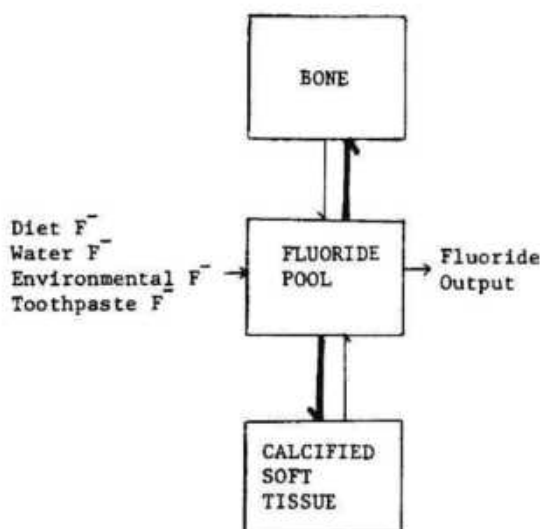 BONE
Diet F⁻
Water F⁻
Environmental F⁻
Toothpaste F⁻
FLUORIDE
POOL
Fluoride
Output
CALCIFIED
SOFT
TISSUE